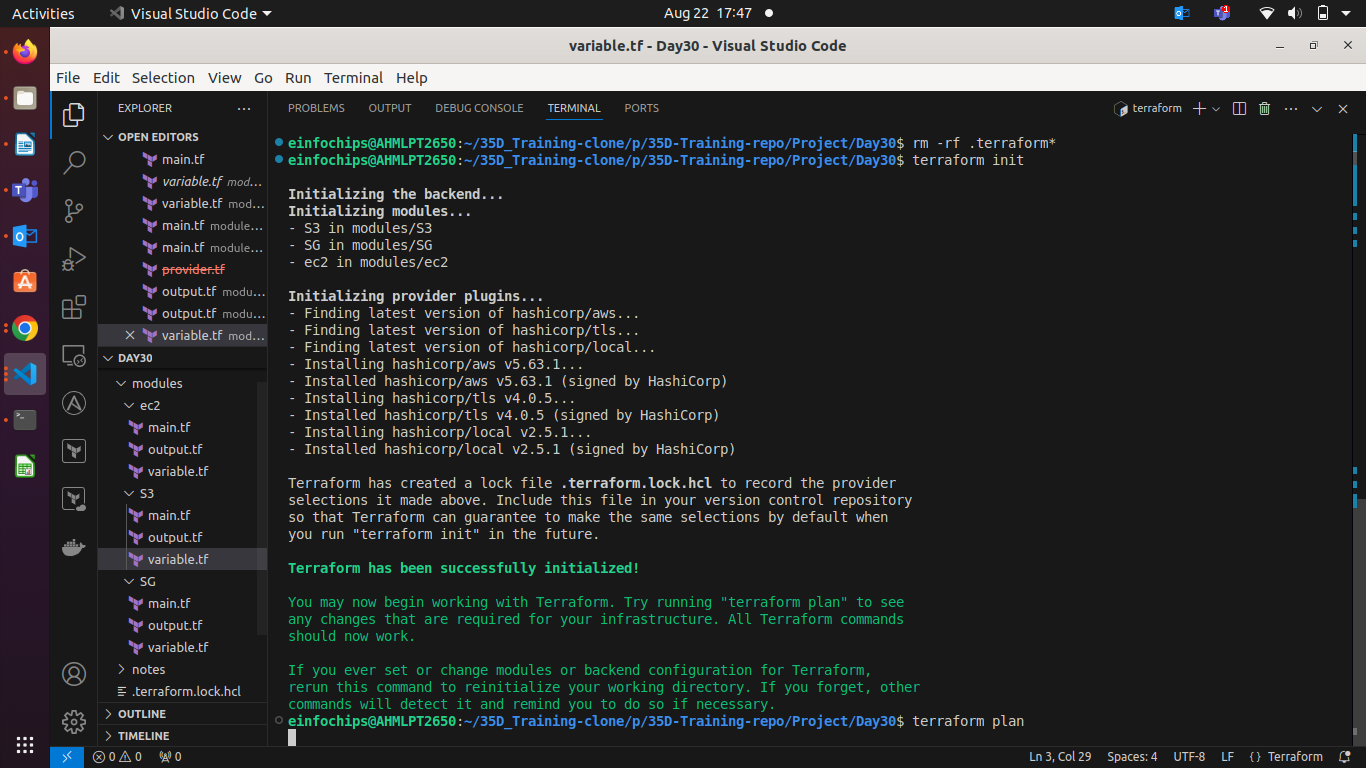 Activities
Visual Studio Code
Aug 22 17:47
1
variable.tf - Day30 - Visual Studio Code
File Edit Selection View Go Run Terminal Help
EXPLORER
OPEN EDITORS
main.tf
variable.tf mod...
variable.tf mod...
main.tf module...
main.tf module...
provider.tf
output.tf modu...
output.tf modu...
variable.tf mod...
DAY30
modules
ec2
main.tf
output.tf
variable.tf
S3
main.tf
output.tf
variable.tf
SG
main.tf
output.tf
variable.tf
notes
.terraform.lock.hcl
OUTLINE
TIMELINE
PROBLEMS OUTPUT DEBUG CONSOLE TERMINAL PORTS
terraform
einfochips@AHMLPT2650:~/35D_Training-clone/p/35D-Training-repo/Project/Day30$ rm -rf .terraform*
einfochips@AHMLPT2650:~/35D_Training-clone/p/35D-Training-repo/Project/Day30$ terraform init
Initializing the backend...
Initializing modules...
- S3 in modules/S3
- SG in modules/SG
- ec2 in modules/ec2
Initializing provider plugins...
- Finding latest version of hashicorp/aws...
- Finding latest version of hashicorp/tls...
- Finding latest version of hashicorp/local...
- Installing hashicorp/aws v5.63.1...
- Installed hashicorp/aws v5.63.1 (signed by HashiCorp)
- Installing hashicorp/tls v4.0.5...
- Installed hashicorp/tls v4.0.5 (signed by HashiCorp)
- Installing hashicorp/local v2.5.1...
- Installed hashicorp/local v2.5.1 (signed by HashiCorp)
Terraform has created a lock file .terraform.lock.hcl to record the provider
selections it made above. Include this file in your version control repository
so that Terraform can guarantee to make the same selections by default when
you run "terraform init" in the future.
Terraform has been successfully initialized!
You may now begin working with Terraform. Try running "terraform plan" to see
any changes that are required for your infrastructure. All Terraform commands
should now work.
If you ever set or change modules or backend configuration for Terraform,
rerun this command to reinitialize your working directory. If you forget, other
commands will detect it and remind you to do so if necessary.
einfochips@AHMLPT2650:~/35D_Training-clone/p/35D-Training-repo/Project/Day30$ terraform plan
0 0 0
Ln 3, Col 29 Spaces: 4 UTF-8 LF {} Terraform